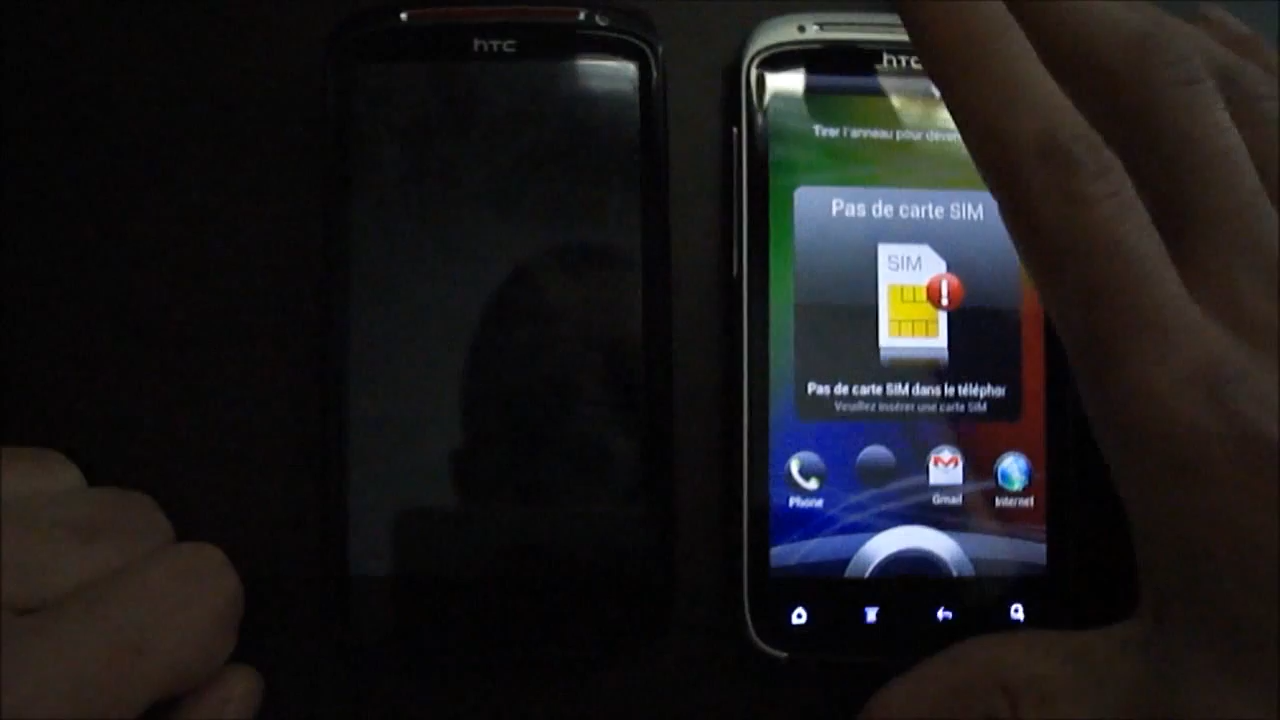 hTC
hTC
Tirer l'anneau pour deven
Pas de carte SIM
SIM
Pas de carte SIM dans le téléphor
Veuillez insérer une carte SIM
Phone
Gmail
Internet